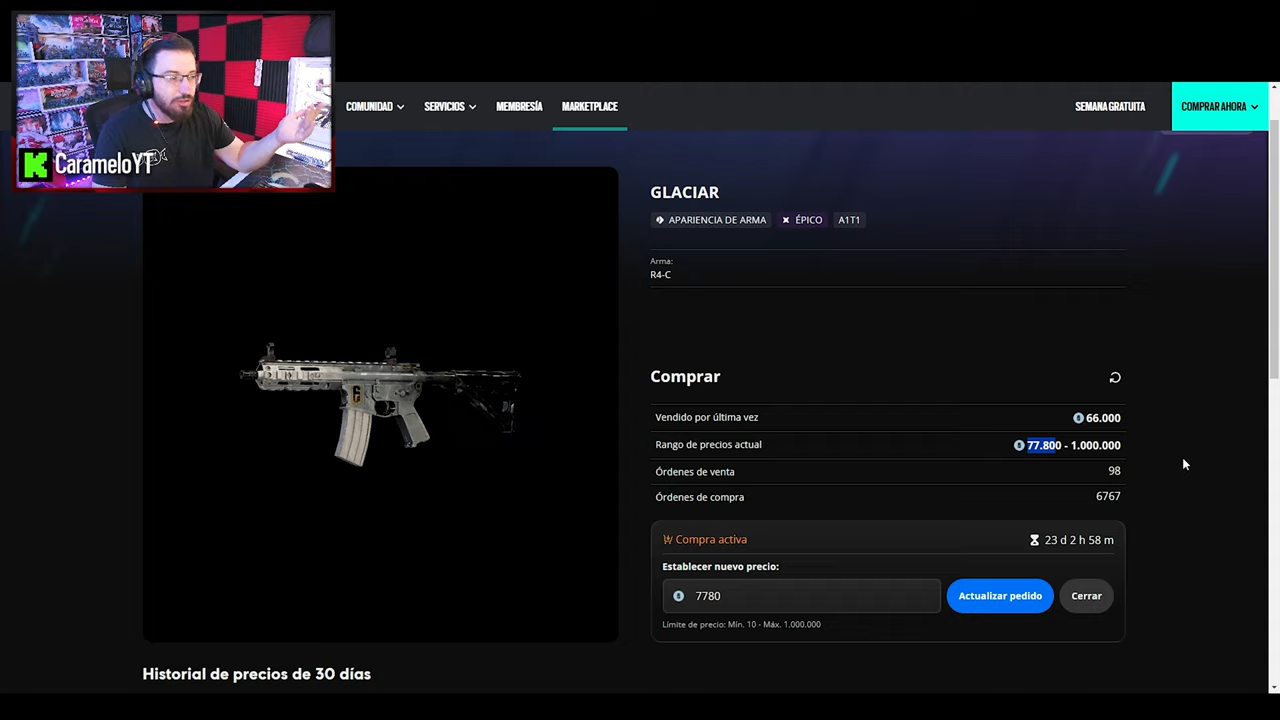 CarameloYT
COMUNIDAD
SERVICIOS
MEMBRESÍA
MARKETPLACE
SEMANA GRATUITA
COMPRAR AHORA
GLACIAR
APARIENCIA DE ARMA
ÉPICO
A1T1
Arma:
R4-C
Comprar
Vendido por última vez
66.000
Rango de precios actual
77.800 - 1.000.000
Órdenes de venta
98
Órdenes de compra
6767
Compra activa
23 d 2 h 58 m
Establecer nuevo precio:
7780
Actualizar pedido
Cerrar
Límite de precio: Mín. 10 - Máx. 1.000.000
Historial de precios de 30 días